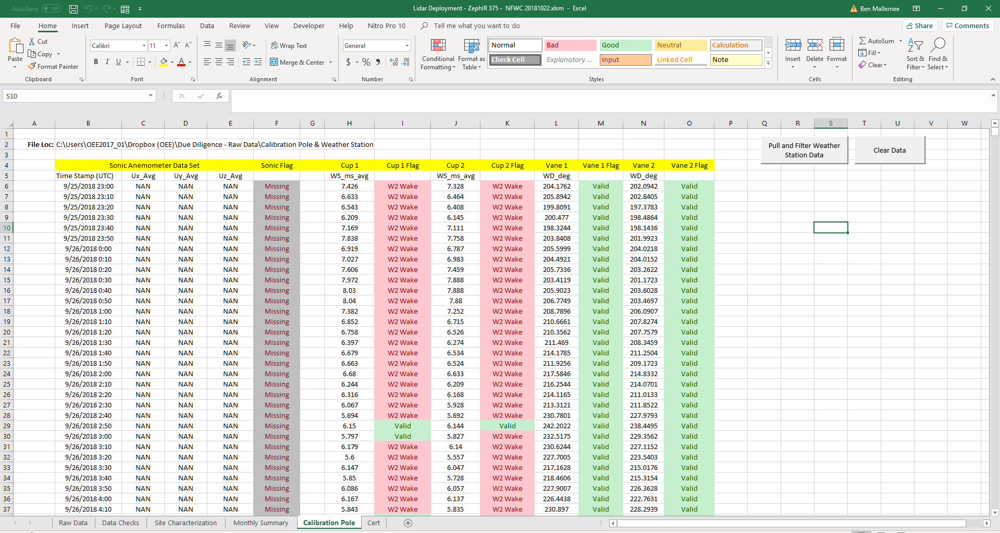 AutoSave Off
Lidar Deployment - ZephIR 375 - NFWC 20181022.xlsm - Excel
Ben Mallernee
File Home Insert Page Layout Formulas Data Review View Developer Help Nitro Pro 10 Tell me what you want to do Share Comments
Paste
Cut
Copy
Format Painter
Clipboard
Calibri 11
B I U
Font
Wrap Text
Merge & Center
Alignment
General
$ %
Number
Conditional Formatting
Format as Table
Normal Bad Good Neutral Calculation
Check Cell Explanatory ... Input Linked Cell Note
Styles
Insert Delete Format
Cells
AutoSum
Fill
Clear
Sort & Filter
Find & Select
Editing
S10 fx
A B C D E F G H I J K L M N O P Q R S T U V W
1
2 File Loc: C:\Users\OEE2017_01\Dropbox (OEE)\Due Diligence - Raw Data\Calibration Pole & Weather Station
Pull and Filter Weather Station Data
Clear Data
3
4 Sonic Anemometer Data Set Sonic Flag Cup 1 Cup 1 Flag Cup 2 Cup 2 Flag Vane 1 Vane 1 Flag Vane 2 Vane 2 Flag
5 Time Stamp (UTC) Ux_Avg Uy_Avg Uz_Avg WS_ms_avg WS_ms_avg WD_deg WD_deg
6 9/25/2018 23:00 NAN NAN NAN Missing 7.426 W2 Wake 7.328 W2 Wake 204.1762 Valid 202.0942 Valid
7 9/25/2018 23:10 NAN NAN NAN Missing 6.633 W2 Wake 6.464 W2 Wake 205.8942 Valid 202.8405 Valid
8 9/25/2018 23:20 NAN NAN NAN Missing 6.543 W2 Wake 6.408 W2 Wake 199.8091 Valid 197.3783 Valid
9 9/25/2018 23:30 NAN NAN NAN Missing 6.209 W2 Wake 6.145 W2 Wake 200.477 Valid 198.4864 Valid
10 9/25/2018 23:40 NAN NAN NAN Missing 7.169 W2 Wake 7.111 W2 Wake 198.3244 Valid 198.1436 Valid
11 9/25/2018 23:50 NAN NAN NAN Missing 7.838 W2 Wake 7.758 W2 Wake 203.8408 Valid 201.9923 Valid
12 9/26/2018 0:00 NAN NAN NAN Missing 6.919 W2 Wake 6.787 W2 Wake 205.5999 Valid 204.0218 Valid
13 9/26/2018 0:10 NAN NAN NAN Missing 7.027 W2 Wake 6.983 W2 Wake 204.4921 Valid 204.0152 Valid
14 9/26/2018 0:20 NAN NAN NAN Missing 7.606 W2 Wake 7.459 W2 Wake 205.7336 Valid 203.2622 Valid
15 9/26/2018 0:30 NAN NAN NAN Missing 7.972 W2 Wake 7.888 W2 Wake 203.4119 Valid 201.1723 Valid
16 9/26/2018 0:40 NAN NAN NAN Missing 8.03 W2 Wake 7.888 W2 Wake 205.9023 Valid 203.6028 Valid
17 9/26/2018 0:50 NAN NAN NAN Missing 8.04 W2 Wake 7.88 W2 Wake 206.7749 Valid 203.4697 Valid
18 9/26/2018 1:00 NAN NAN NAN Missing 7.382 W2 Wake 7.252 W2 Wake 208.7896 Valid 206.0907 Valid
19 9/26/2018 1:10 NAN NAN NAN Missing 6.852 W2 Wake 6.715 W2 Wake 210.6661 Valid 207.8274 Valid
20 9/26/2018 1:20 NAN NAN NAN Missing 6.758 W2 Wake 6.526 W2 Wake 210.3562 Valid 207.7579 Valid
21 9/26/2018 1:30 NAN NAN NAN Missing 6.397 W2 Wake 6.274 W2 Wake 211.469 Valid 208.3459 Valid
22 9/26/2018 1:40 NAN NAN NAN Missing 6.679 W2 Wake 6.534 W2 Wake 214.1785 Valid 211.2504 Valid
23 9/26/2018 1:50 NAN NAN NAN Missing 6.663 W2 Wake 6.524 W2 Wake 211.9256 Valid 209.1723 Valid
24 9/26/2018 2:00 NAN NAN NAN Missing 6.68 W2 Wake 6.633 W2 Wake 217.5846 Valid 214.8332 Valid
25 9/26/2018 2:10 NAN NAN NAN Missing 6.244 W2 Wake 6.209 W2 Wake 216.2544 Valid 214.0701 Valid
26 9/26/2018 2:20 NAN NAN NAN Missing 6.316 W2 Wake 6.168 W2 Wake 214.1165 Valid 211.0133 Valid
27 9/26/2018 2:30 NAN NAN NAN Missing 6.067 W2 Wake 5.928 W2 Wake 213.3121 Valid 211.8522 Valid
28 9/26/2018 2:40 NAN NAN NAN Missing 5.694 W2 Wake 5.692 W2 Wake 230.7801 Valid 227.9793 Valid
29 9/26/2018 2:50 NAN NAN NAN Missing 6.15 Valid 6.144 Valid 242.2022 Valid 238.4495 Valid
30 9/26/2018 3:00 NAN NAN NAN Missing 5.797 Valid 5.827 W2 Wake 232.5175 Valid 229.3562 Valid
31 9/26/2018 3:10 NAN NAN NAN Missing 6.179 W2 Wake 6.14 W2 Wake 230.6244 Valid 227.1152 Valid
32 9/26/2018 3:20 NAN NAN NAN Missing 5.6 W2 Wake 5.557 W2 Wake 227.7005 Valid 223.5403 Valid
33 9/26/2018 3:30 NAN NAN NAN Missing 6.147 W2 Wake 6.047 W2 Wake 217.1628 Valid 215.0176 Valid
34 9/26/2018 3:40 NAN NAN NAN Missing 5.85 W2 Wake 5.728 W2 Wake 218.4606 Valid 215.3154 Valid
35 9/26/2018 3:50 NAN NAN NAN Missing 6.086 W2 Wake 6.057 W2 Wake 227.9007 Valid 226.3628 Valid
36 9/26/2018 4:00 NAN NAN NAN Missing 6.167 W2 Wake 6.137 W2 Wake 226.4438 Valid 222.7631 Valid
37 9/26/2018 4:10 NAN NAN NAN Missing 5.843 W2 Wake 5.835 W2 Wake 230.897 Valid 228.2939 Valid
Raw Data Data Checks Site Characterization Monthly Summary Calibration Pole Cert